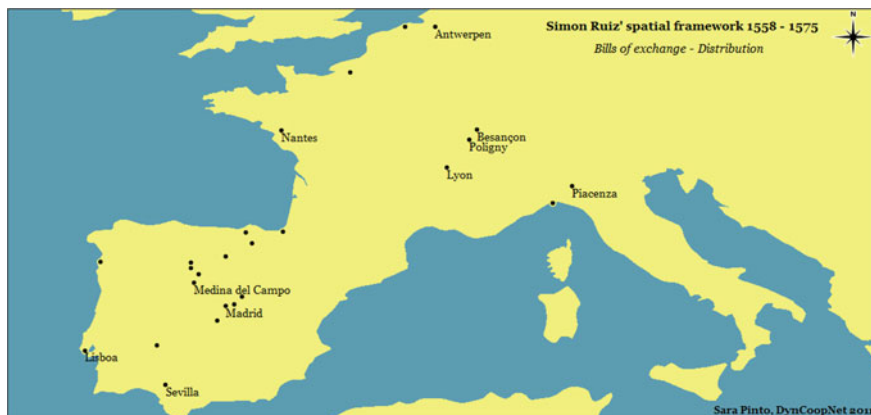 Simon Ruiz' spatial framework 1558 - 1575
N
Bills of exchange - Distribution
Antwerpen
Nantes
Besançon
Poligny
Lyon
Piacenza
Medina del Campo
Madrid
Lisboa
Sevilla
Sara Pinto, DynCoopNet